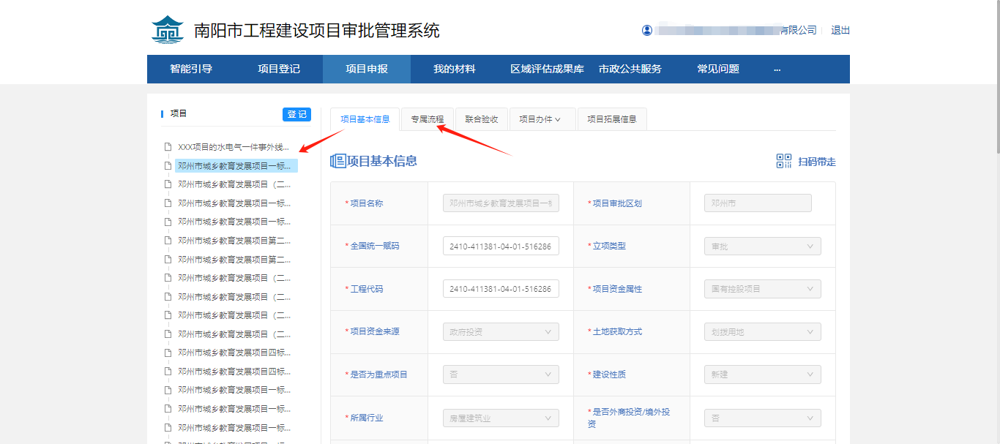 南阳市工程建设项目审批管理系统
有限公司 退出
智能引导 项目登记 项目申报 我的材料 区域评估成果库 市政公共服务 常见问题 ...
项目 登记
项目基本信息 专属流程 联合验收 项目办件 项目拓展信息
XXX项目的水电气一件事外线...
邓州市城乡教育发展项目一标...
邓州市城乡教育发展项目（二...
邓州市城乡教育发展项目一标...
邓州市城乡教育发展项目一标...
邓州市城乡教育发展项目第二...
邓州市城乡教育发展项目第二...
邓州市城乡教育发展项目（二...
邓州市城乡教育发展项目（二...
邓州市城乡教育发展项目（二...
邓州市城乡教育发展项目（二...
邓州市城乡教育发展项目四标...
邓州市城乡教育发展项目四标...
邓州市城乡教育发展项目一标...
邓州市城乡教育发展项目一标...
邓州市城乡教育发展项目一标...
项目基本信息 扫码带走
*项目名称 邓州市城乡教育发展项目一标 *项目审批区划 邓州市
*全国统一赋码 2410-411381-04-01-516286 *立项类型 审批
*工程代码 2410-411381-04-01-516286 *项目资金属性 国有控股项目
*项目资金来源 政府投资 *土地获取方式 划拨用地
*是否为重点项目 否 *建设性质 新建
*所属行业 房屋建筑业 *是否外商投资/境外投
资 否